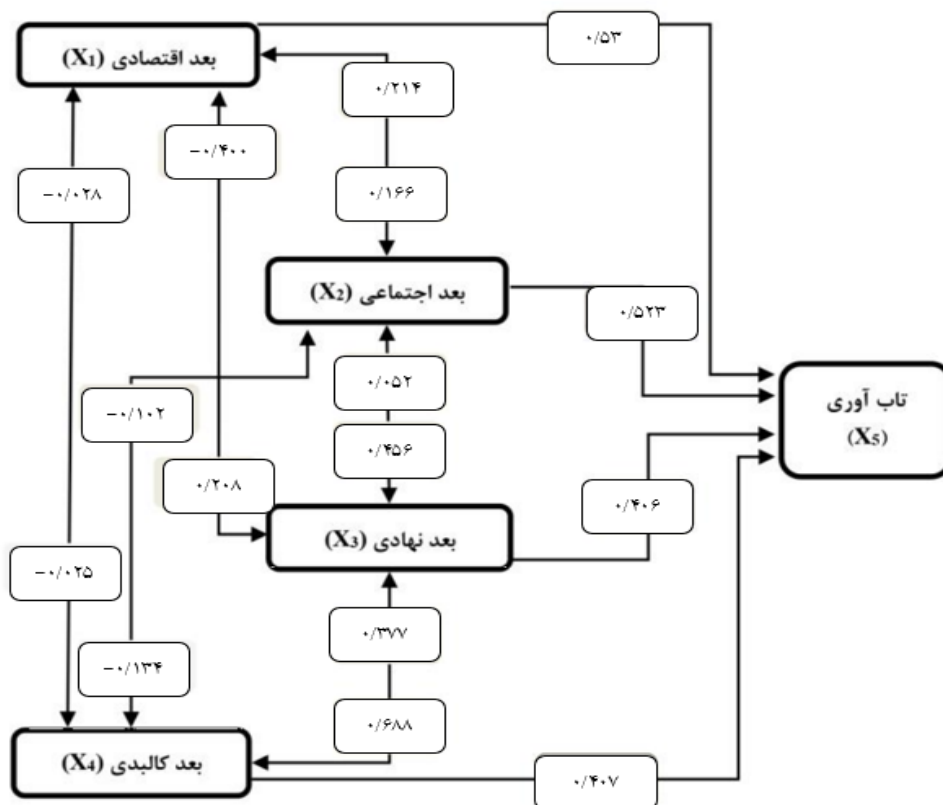 ۰/۵۳
بعد اقتصادی (X₁)
۰/۲۱۴
−۰/۴۰۰
−۰/۰۲۸
۰/۱۶۶
بعد اجتماعی (X₂)
۰/۵۲۳
۰/۰۵۲
تاب آوری
(X₅)
−۰/۱۰۲
۰/۴۵۶
۰/۲۰۸
۰/۴۰۶
بعد نهادی (X₃)
−۰/۰۲۵
۰/۳۷۷
−۰/۱۳۴
۰/۶۸۸
بعد کالبدی (X₄)
۰/۴۰۷